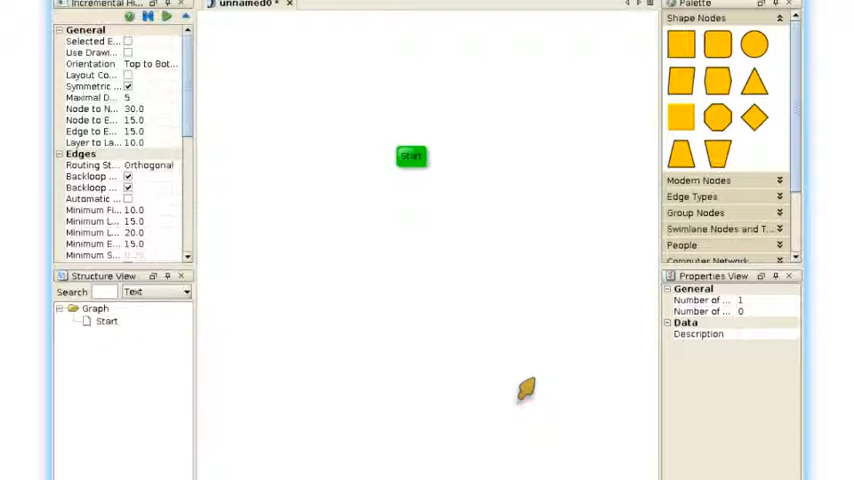 Incremental Hi...
unnamed0 *
Palette
General
Selected E...
Use Drawi...
Orientation Top to Bot...
Layout Co...
Symmetric ...
Maximal D... 5
Node to N... 30.0
Node to E... 15.0
Edge to E... 15.0
Layer to La... 10.0
Edges
Routing St... Orthogonal
Backloop ...
Backloop ...
Automatic ...
Minimum Fi... 10.0
Minimum L... 15.0
Minimum L... 20.0
Minimum E... 15.0
Minimum S... 0.25
Start
Shape Nodes
Modern Nodes
Edge Types
Group Nodes
Swimlane Nodes and T...
People
Computer Network
Structure View
Search Text
Graph
Start
Properties View
General
Number of ... 1
Number of ... 0
Data
Description